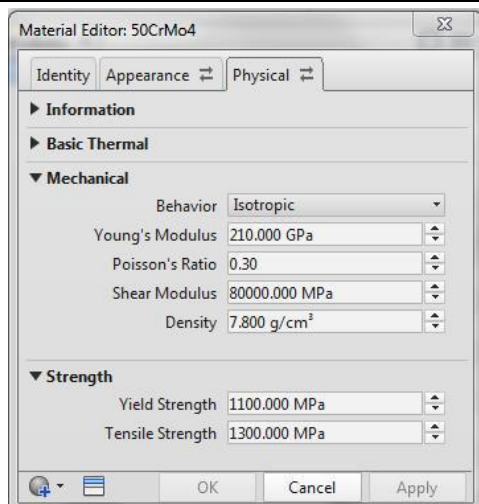 Material Editor: 50CrMo4
Identity Appearance Physical
Information
Basic Thermal
Mechanical
Behavior Isotropic
Young's Modulus 210.000 GPa
Poisson's Ratio 0.30
Shear Modulus 80000.000 MPa
Density 7.800 g/cm³
Strength
Yield Strength 1100.000 MPa
Tensile Strength 1300.000 MPa
OK Cancel Apply